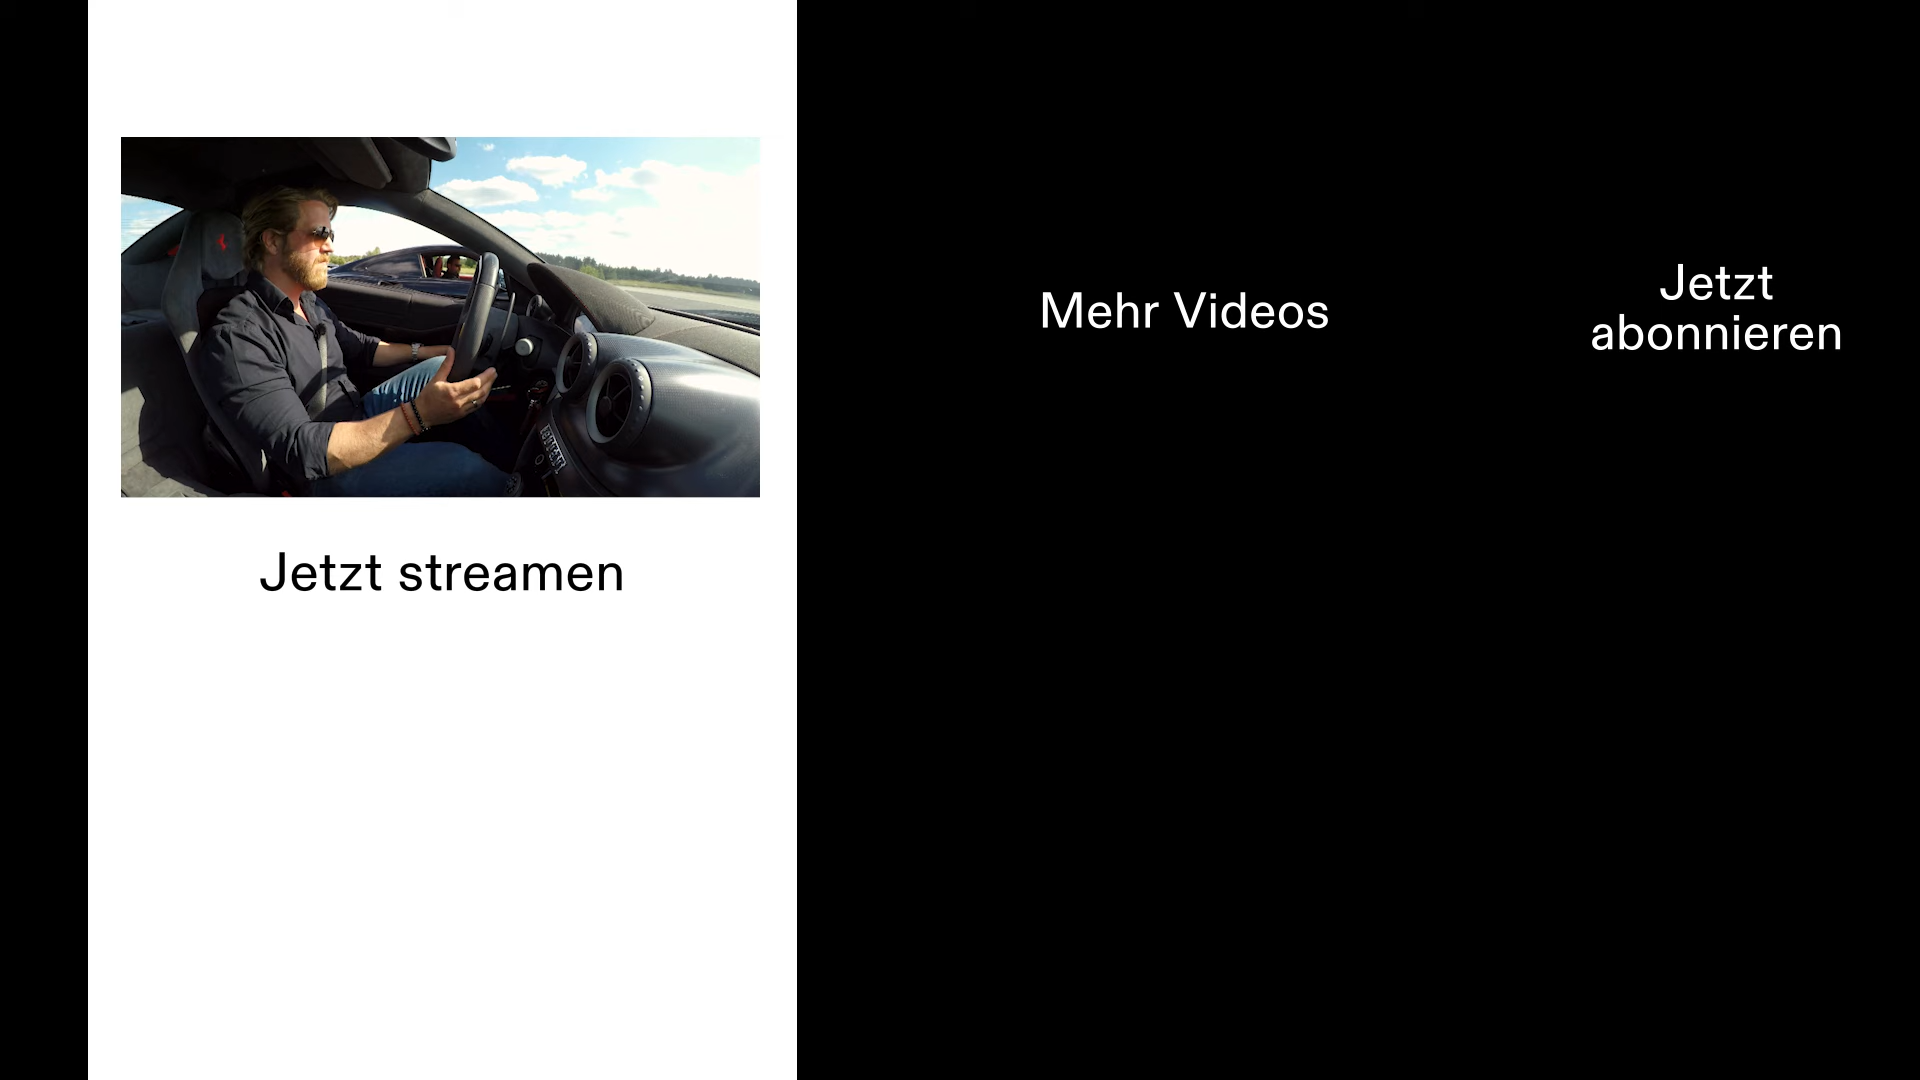 Jetzt streamen
Mehr Videos
Jetzt
abonnieren